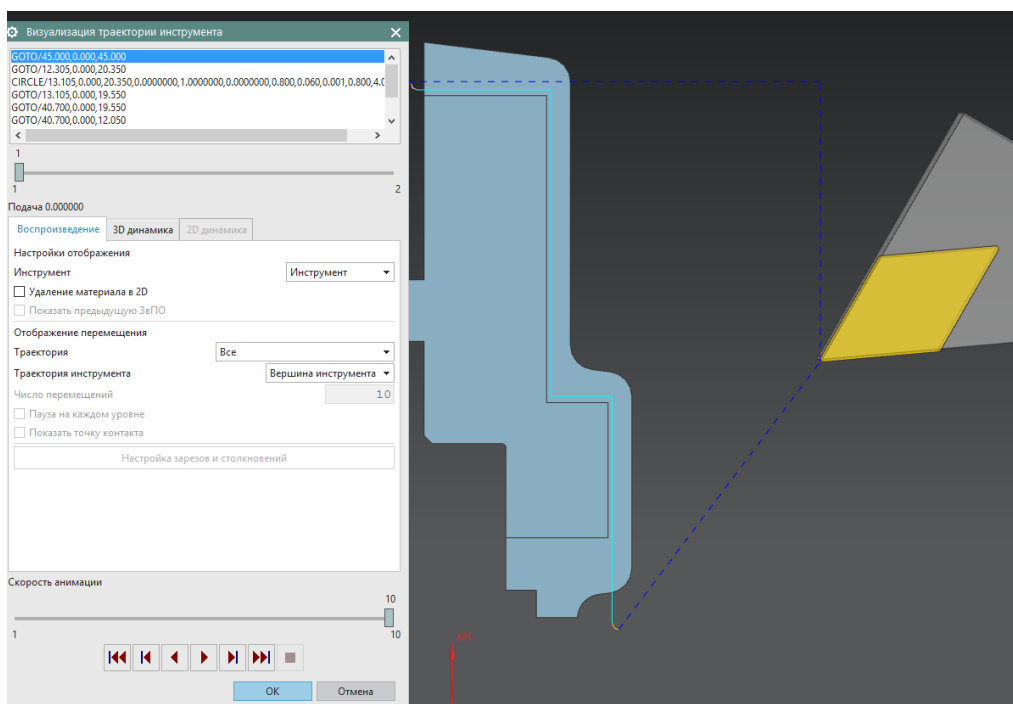 Визуализация траектории инструмента
GOTO/45.000,0.000,45.000
GOTO/12.305,0.000,20.350
CIRCLE/13.105,0.000,20.350,0.0000000,1.0000000,0.0000000,0.800,0.060,0.001,0.800,4.0
GOTO/13.105,0.000,19.550
GOTO/40.700,0.000,19.550
GOTO/40.700,0.000,12.050
1
1 2
Подача 0.000000
Воспроизведение 3D динамика 2D динамика
Настройки отображения
Инструмент Инструмент
Удаление материала в 2D
Показать предыдущую ЗвПО
Отображение перемещения
Траектория Все
Траектория инструмента Вершина инструмента
Число перемещений 10
Пауза на каждом уровне
Показать точку контакта
Настройка зарезов и столкновений
Скорость анимации
10
1 10
OK Отмена